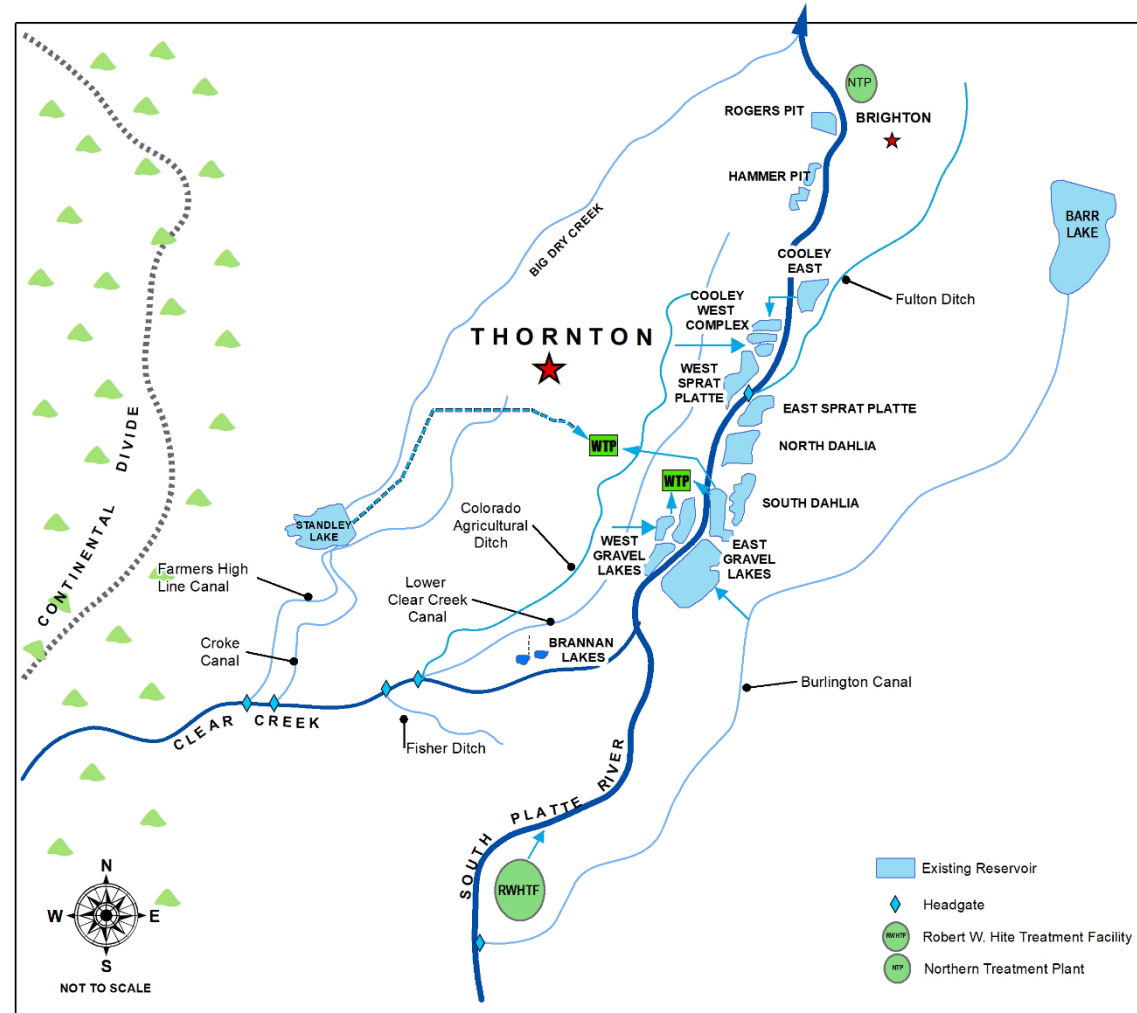 NTP
ROGERS PIT
BRIGHTON
HAMMER PIT
BARR
LAKE
BIG DRY CREEK
COOLEY
EAST
Fulton Ditch
COOLEY
WEST
COMPLEX
THORNTON
WEST
SPRAT
PLATTE
EAST SPRAT PLATTE
NORTH DAHLIA
WTP
WTP
SOUTH DAHLIA
CONTINENTAL DIVIDE
STANDLEY
LAKE
Colorado
Agricultural
Ditch
WEST
GRAVEL
LAKES
EAST
GRAVEL
LAKES
Farmers High
Line Canal
Lower
Clear Creek
Canal
Croke
Canal
BRANNAN
LAKES
Burlington Canal
CLEAR CREEK
Fisher Ditch
SOUTH PLATTE RIVER
RWHTF
N
W E
S
NOT TO SCALE
Existing Reservoir
Headgate
RWHTF
Robert W. Hite Treatment Facility
NTP
Northern Treatment Plant